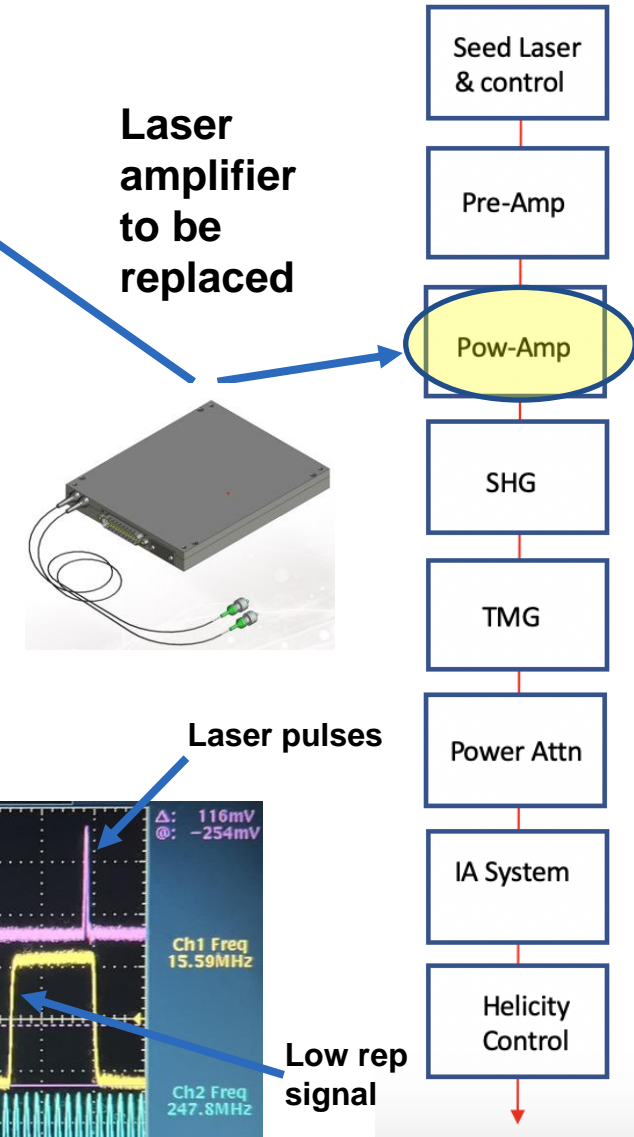 Laser
amplifier
to be
replaced
Seed Laser
& control
Pre-Amp
Pow-Amp
SHG
TMG
Power Attn
IA System
Helicity
Control
Laser pulses
Δ: 116mV
@: -254mV
Ch1 Freq
15.59MHz
Ch2 Freq
247.8MHz
Low rep
signal